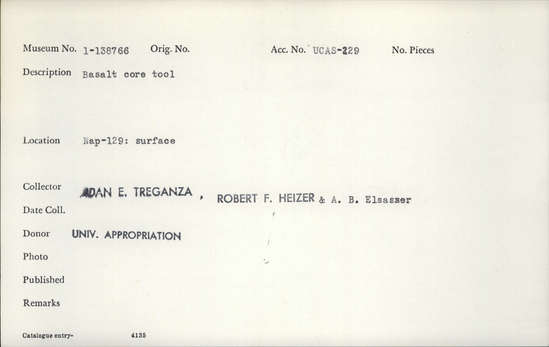 Museum No. 1-138766 Orig. No. Acc. No. UCAS-229 No. Pieces
Description Basalt core tool
Location Nap-129: surface
Collector ADAN E. TREGANZA , ROBERT F. HEIZER & A. B. Elsasser
Date Coll.
Donor UNIV. APPROPRIATION
Photo
Published
Remarks
Catalogue entry- 4135